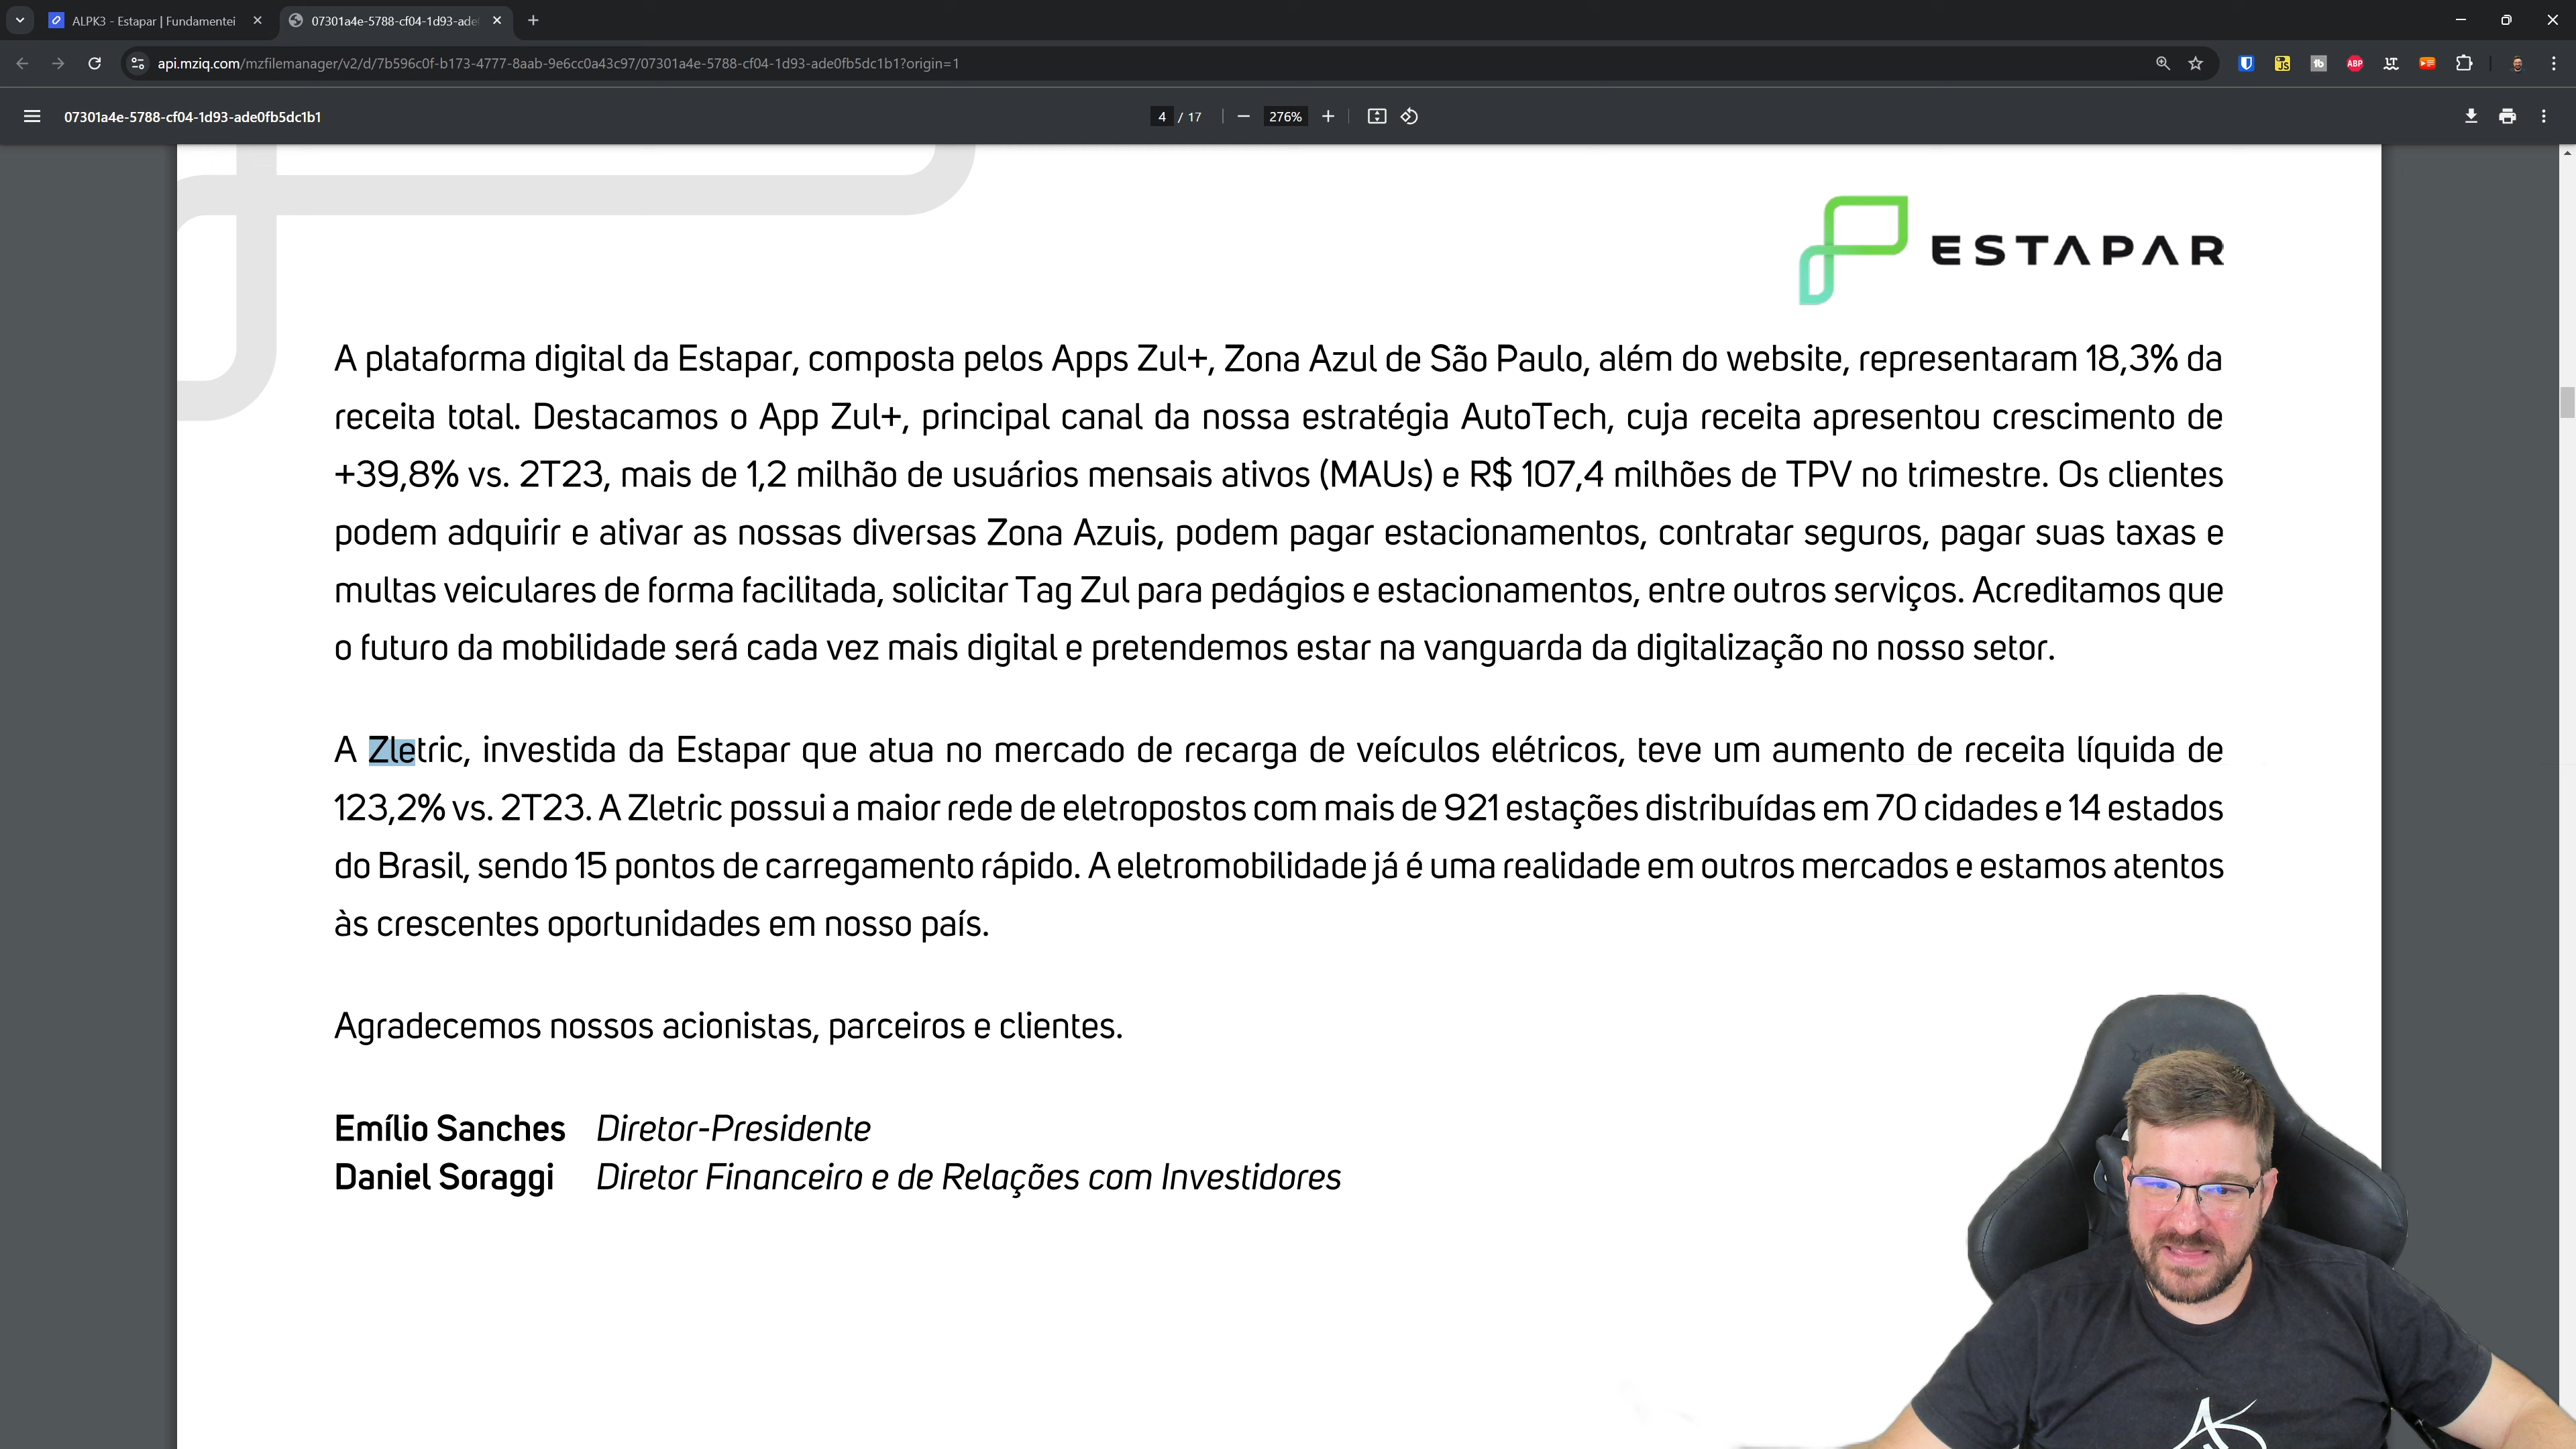 ALPK3 - Estapar | Fundamentei
07301a4e-5788-cf04-1d93-ade
api.mziq.com/mzfilemanager/v2/d/7b596c0f-b173-4777-8aab-9e6cc0a43c97/07301a4e-5788-cf04-1d93-ade0fb5dc1b1?origin=1
JS
ABP
07301a4e-5788-cf04-1d93-ade0fb5dc1b1
4 / 17
276%
ESTAPAR
A plataforma digital da Estapar, composta pelos Apps Zul+, Zona Azul de São Paulo, além do website, representaram 18,3% da
receita total. Destacamos o App Zul+, principal canal da nossa estratégia AutoTech, cuja receita apresentou crescimento de
+39,8% vs. 2T23, mais de 1,2 milhão de usuários mensais ativos (MAUs) e R$ 107,4 milhões de TPV no trimestre. Os clientes
podem adquirir e ativar as nossas diversas Zona Azuis, podem pagar estacionamentos, contratar seguros, pagar suas taxas e
multas veiculares de forma facilitada, solicitar Tag Zul para pedágios e estacionamentos, entre outros serviços. Acreditamos que
o futuro da mobilidade será cada vez mais digital e pretendemos estar na vanguarda da digitalização no nosso setor.
A Zletric, investida da Estapar que atua no mercado de recarga de veículos elétricos, teve um aumento de receita líquida de
123,2% vs. 2T23. A Zletric possui a maior rede de eletropostos com mais de 921 estações distribuídas em 70 cidades e 14 estados
do Brasil, sendo 15 pontos de carregamento rápido. A eletromobilidade já é uma realidade em outros mercados e estamos atentos
às crescentes oportunidades em nosso país.
Agradecemos nossos acionistas, parceiros e clientes.
Emílio Sanches Diretor-Presidente
Daniel Soraggi Diretor Financeiro e de Relações com Investidores